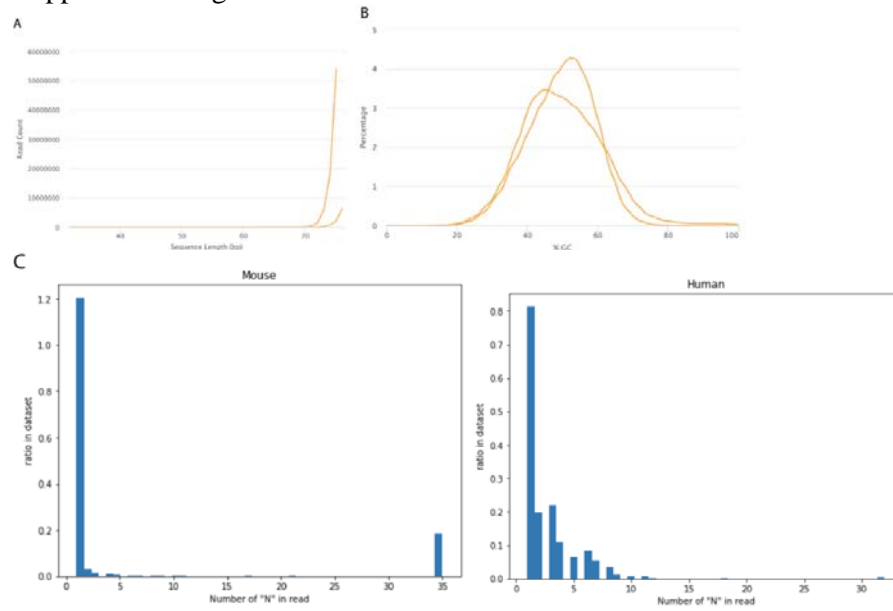 A
Read Count
60000000
50000000
40000000
30000000
20000000
10000000
0
40 50 60 70
Sequence Length (bp)
B
Percentage
5
4
3
2
1
0
0 20 40 60 80 100
% GC
C
Mouse
ratio in dataset
1.2
1.0
0.8
0.6
0.4
0.2
0.0
0 5 10 15 20 25 30 35
Number of "N" in read
Human
ratio in dataset
0.8
0.7
0.6
0.5
0.4
0.3
0.2
0.1
0.0
0 5 10 15 20 25 30
Number of "N" in read